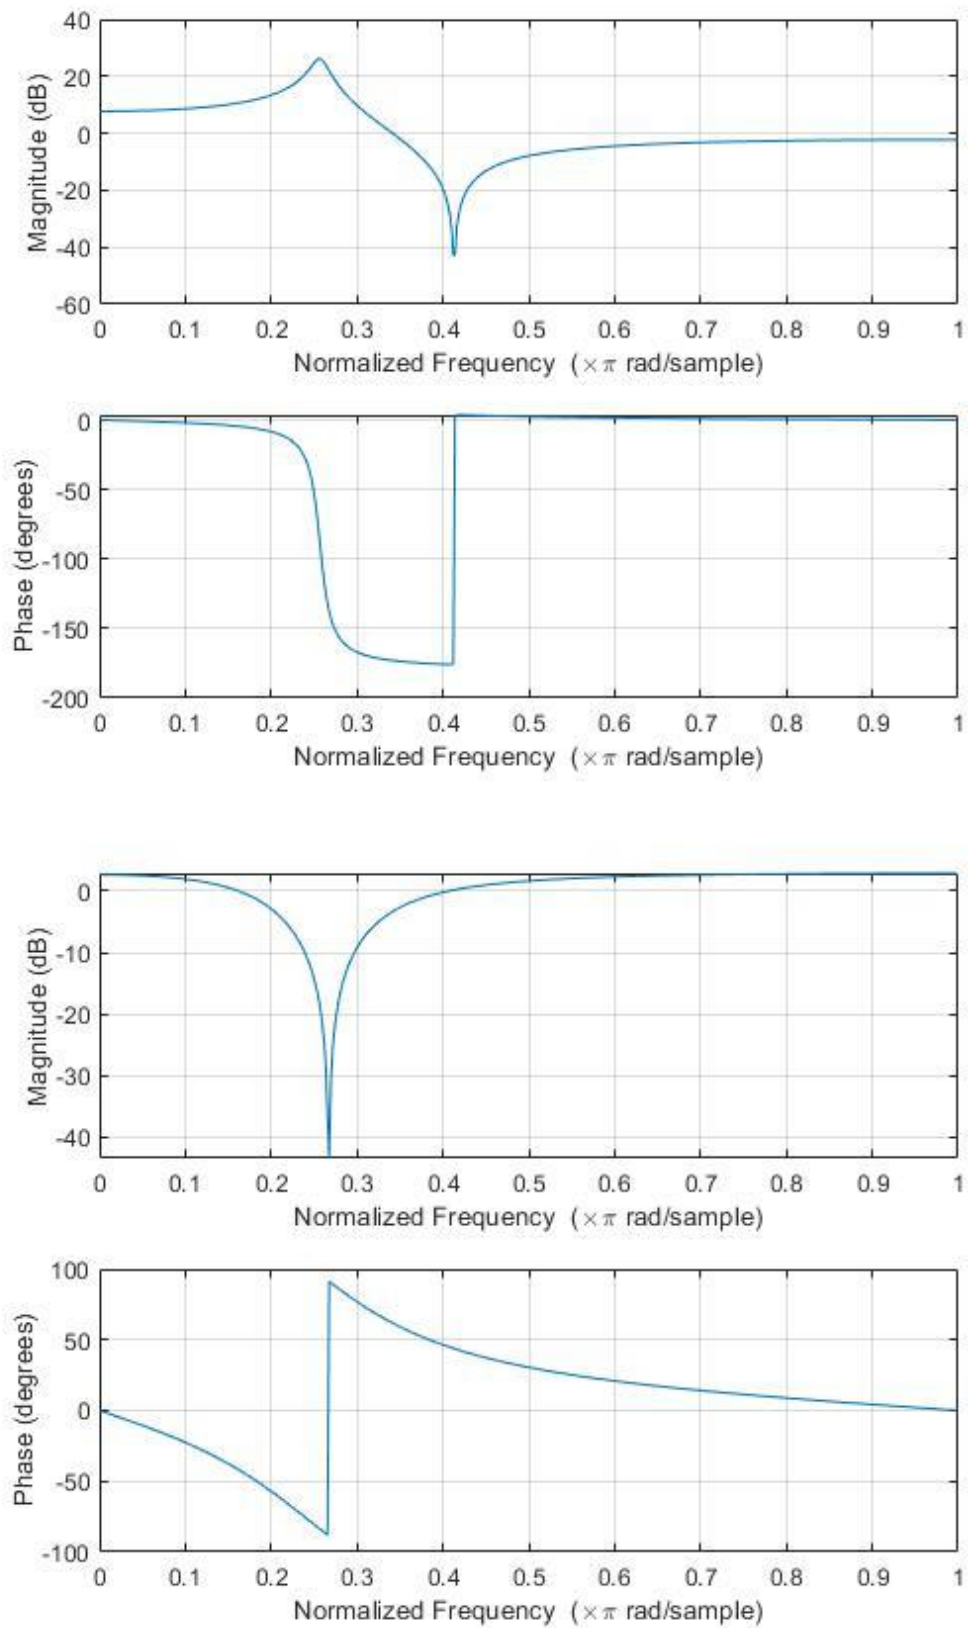 40
20
0
-20
-40
-60
Magnitude (dB)
0 0.1 0.2 0.3 0.4 0.5 0.6 0.7 0.8 0.9 1
Normalized Frequency (×π rad/sample)
0
-50
-100
-150
-200
Phase (degrees)
0 0.1 0.2 0.3 0.4 0.5 0.6 0.7 0.8 0.9 1
Normalized Frequency (×π rad/sample)
0
-10
-20
-30
-40
Magnitude (dB)
0 0.1 0.2 0.3 0.4 0.5 0.6 0.7 0.8 0.9 1
Normalized Frequency (×π rad/sample)
100
50
0
-50
-100
Phase (degrees)
0 0.1 0.2 0.3 0.4 0.5 0.6 0.7 0.8 0.9 1
Normalized Frequency (×π rad/sample)